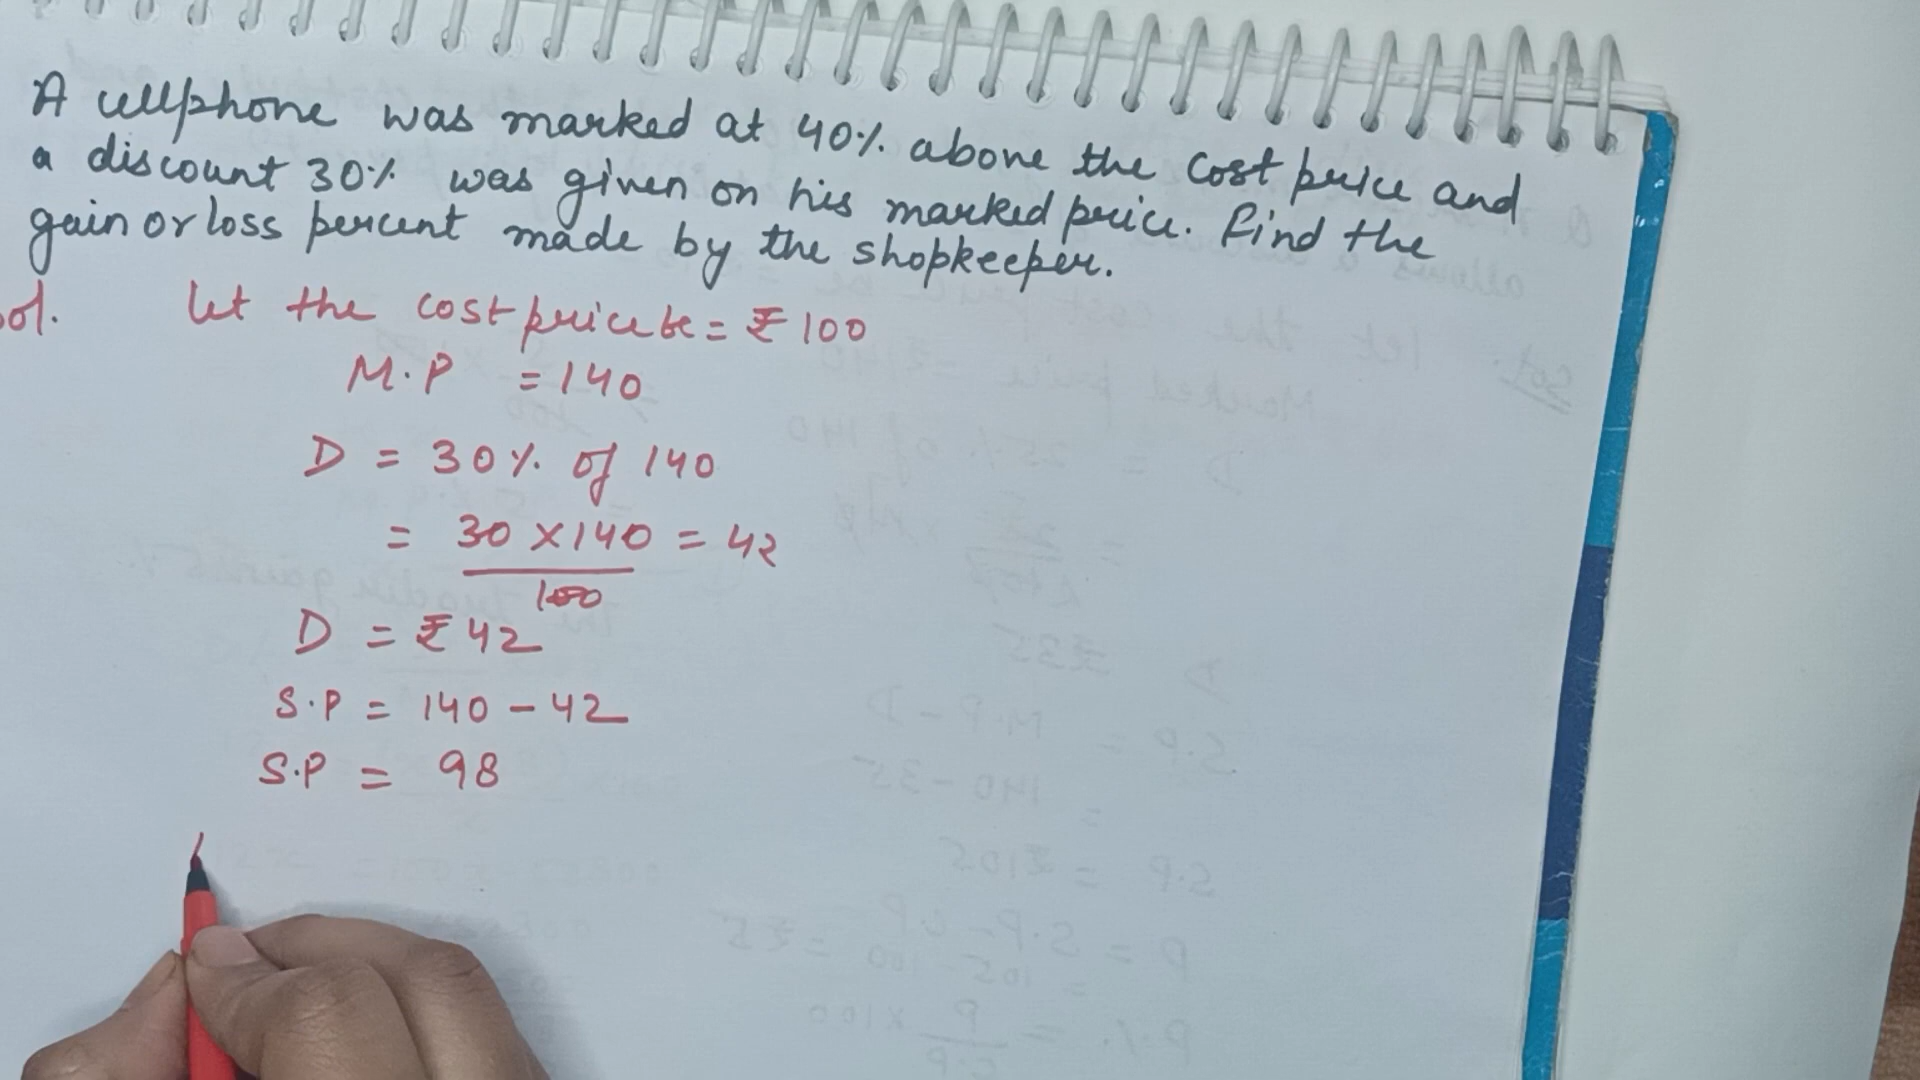 A cellphone was marked at 40% above the cost price and
a discount 30% was given on his marked price. Find the
gain or loss percent made by the shopkeeper.
Sol. Let the cost price be = ₹ 100
M.P = 140
D = 30% of 140
= 30 × 140 = 42
100
D = ₹ 42
S.P = 140 - 42
S.P = 98